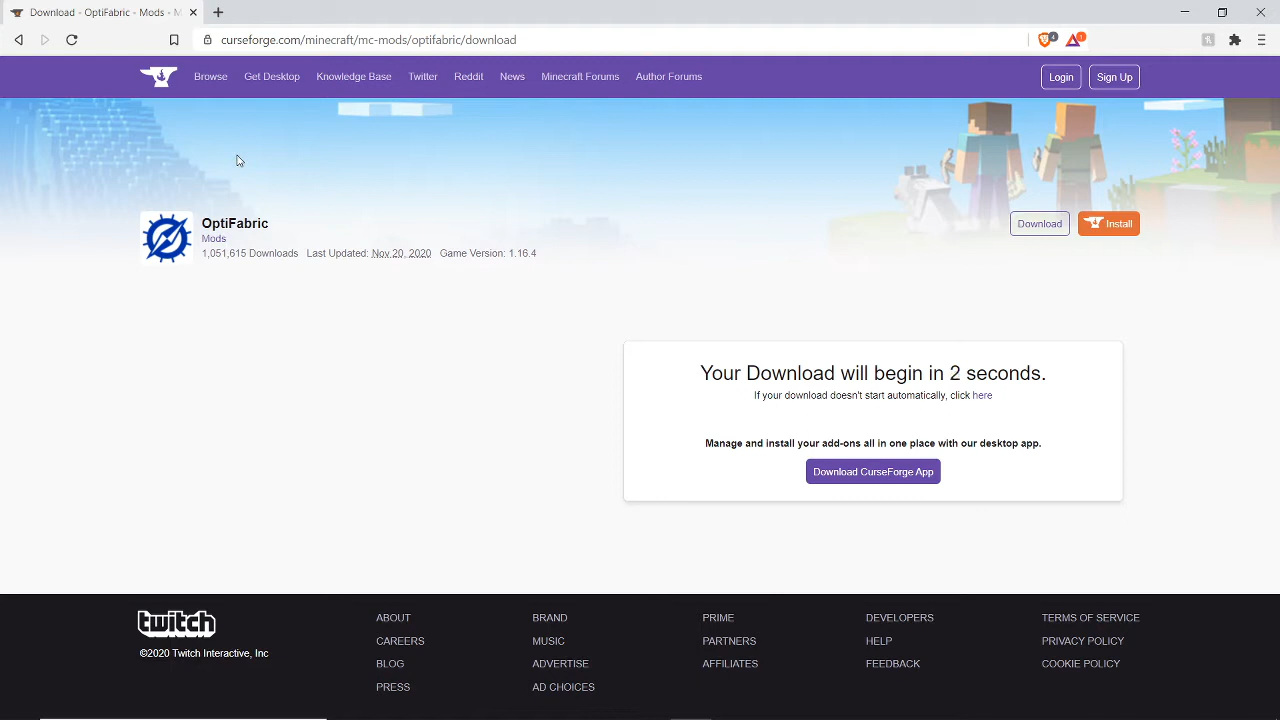 Download - OptiFabric - Mods - M
curseforge.com/minecraft/mc-mods/optifabric/download
4
1
Browse
Get Desktop
Knowledge Base
Twitter
Reddit
News
Minecraft Forums
Author Forums
Login
Sign Up
OptiFabric
Mods
1,051,615 Downloads Last Updated: Nov 20, 2020 Game Version: 1.16.4
Download
Install
Your Download will begin in 2 seconds.
If your download doesn't start automatically, click here
Manage and install your add-ons all in one place with our desktop app.
Download CurseForge App
twitch
©2020 Twitch Interactive, Inc
ABOUT
CAREERS
BLOG
PRESS
BRAND
MUSIC
ADVERTISE
AD CHOICES
PRIME
PARTNERS
AFFILIATES
DEVELOPERS
HELP
FEEDBACK
TERMS OF SERVICE
PRIVACY POLICY
COOKIE POLICY